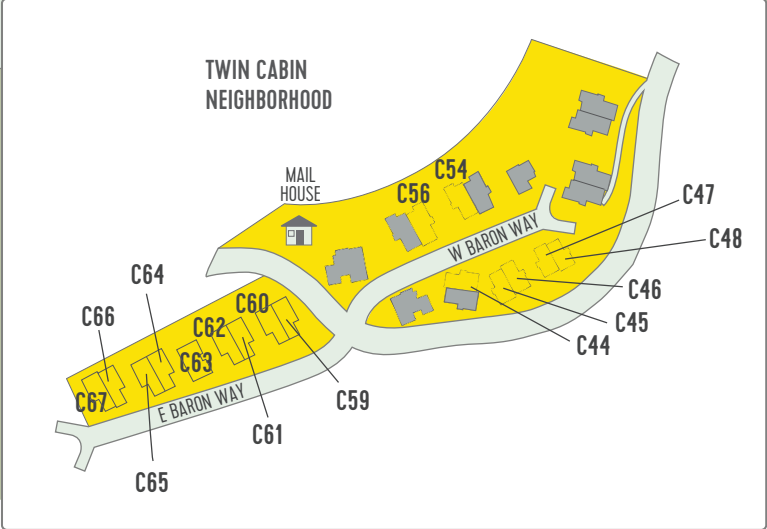 TWIN CABIN
NEIGHBORHOOD
MAIL
HOUSE
C54
C56
C47
W BARON WAY
C48
C64
C46
C60
C66
C62
C45
C63
C44
C67
E BARON WAY
C59
C61
C65